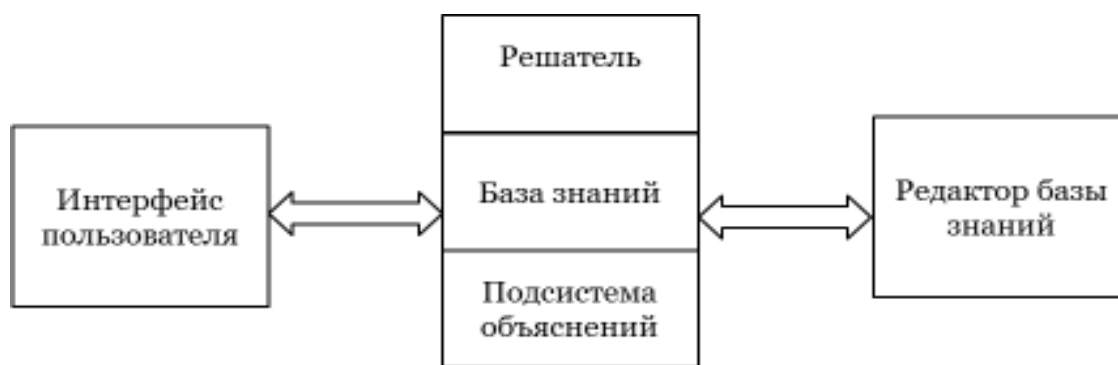 Решатель
Интерфейс
пользователя
База знаний
Редактор базы
знаний
Подсистема
объяснений